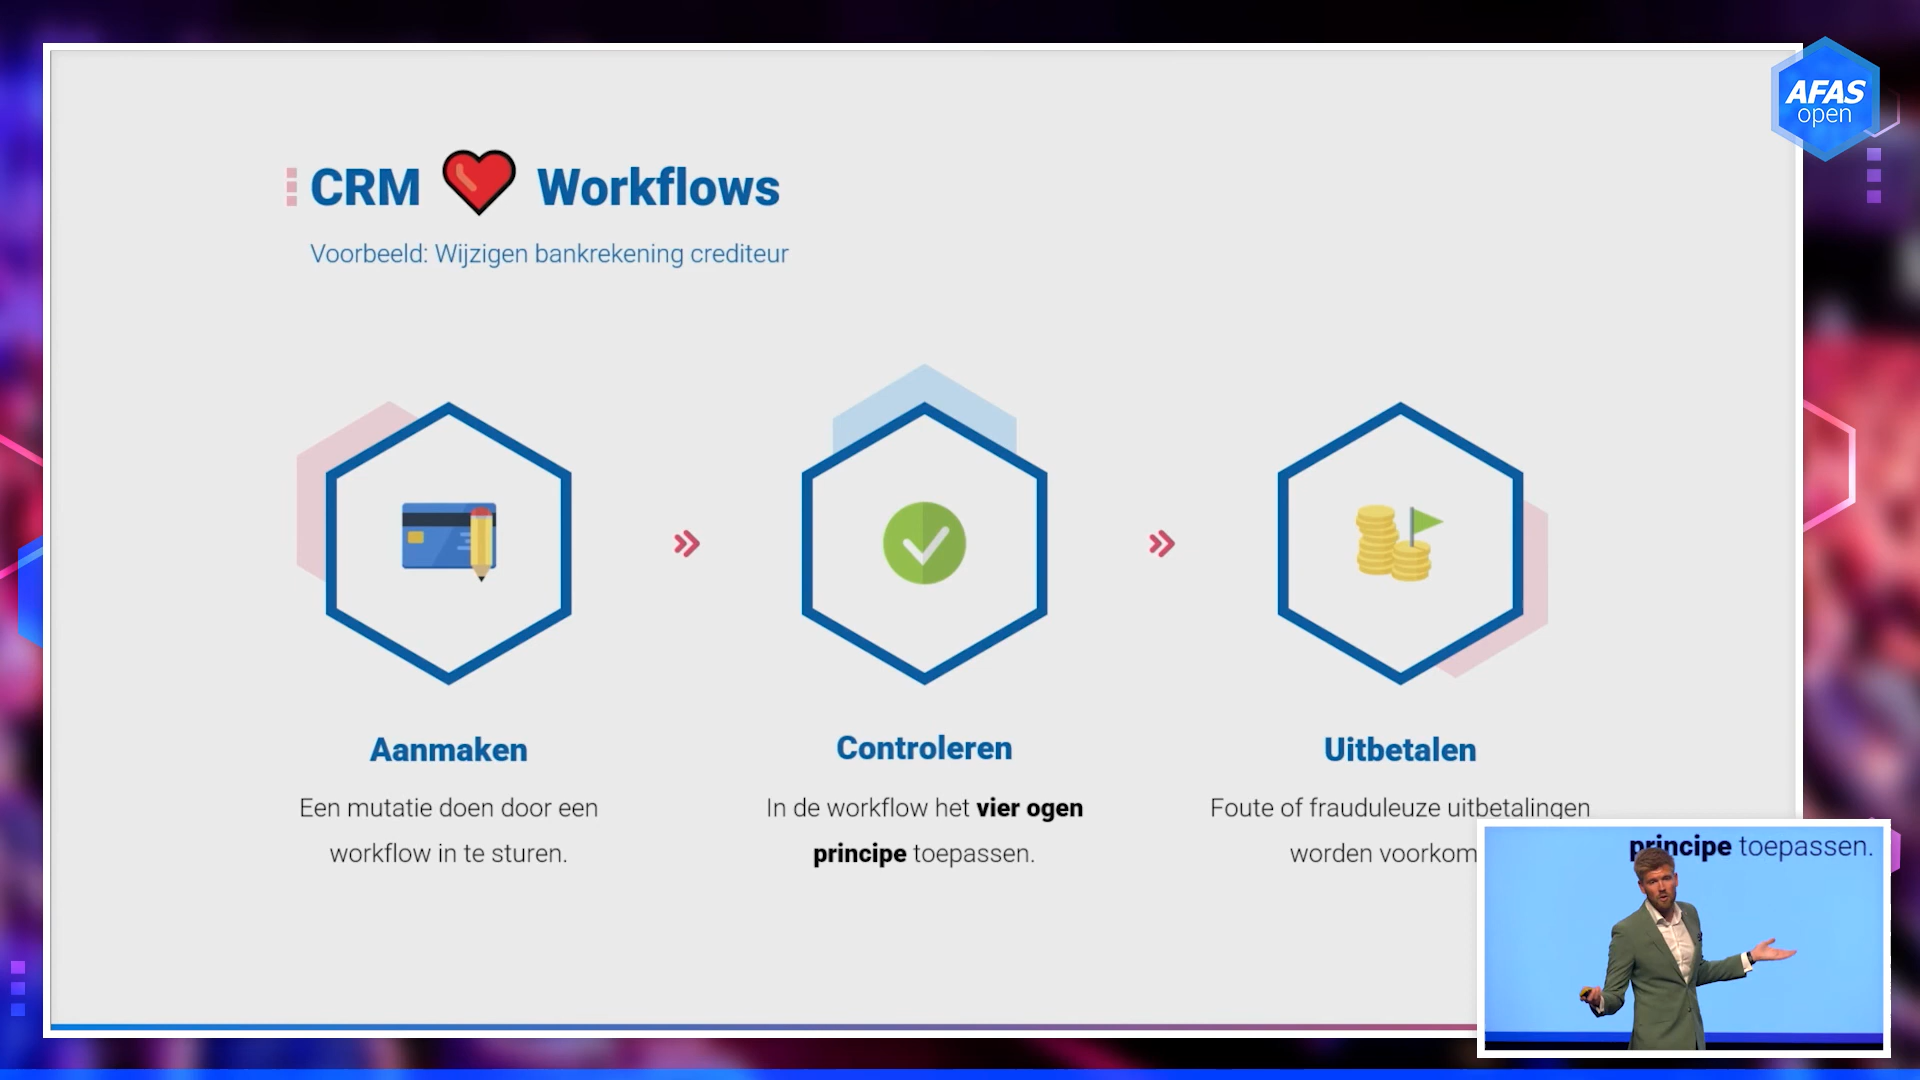 AFAS
open
CRM Workflows
Voorbeeld: Wijzigen bankrekening crediteur
Aanmaken
Een mutatie doen door een
workflow in te sturen.
Controleren
In de workflow het vier ogen
principe toepassen.
Uitbetalen
Foute of frauduleuze uitbetalingen
worden voorkom
principe toepassen.